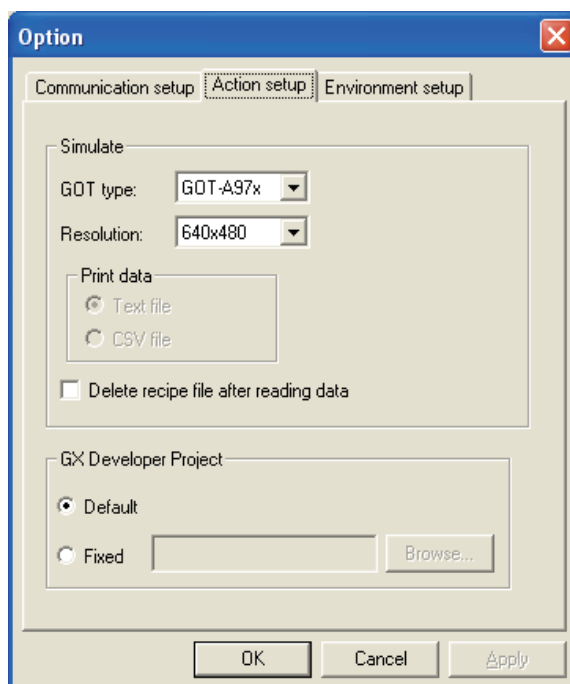 Option
Communication setup Action setup Environment setup
Simulate
GOT type: GOT-A97x
Resolution: 640x480
Print data
Text file
CSV file
Delete recipe file after reading data
GX Developer Project
Default
Fixed Browse...
OK Cancel Apply